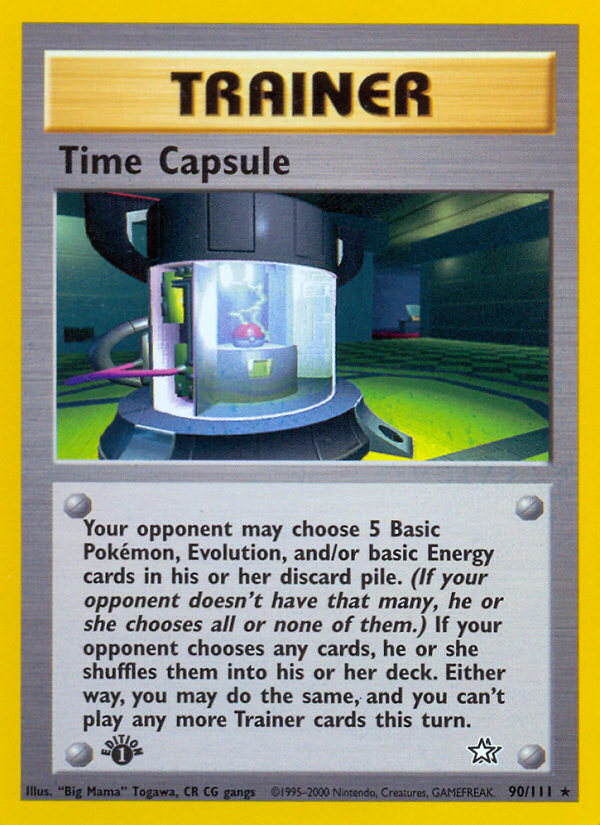 TRAINER
Time Capsule
Your opponent may choose 5 Basic
Pokémon, Evolution, and/or basic Energy
cards in his or her discard pile. (If your
opponent doesn't have that many, he or
she chooses all or none of them.) If your
opponent chooses any cards, he or she
shuffles them into his or her deck. Either
way, you may do the same, and you can't
play any more Trainer cards this turn.
EDITION
1
Illus. "Big Mama" Togawa, CR CG gangs ©1995-2000 Nintendo, Creatures, GAMEFREAK. 90/111 ★